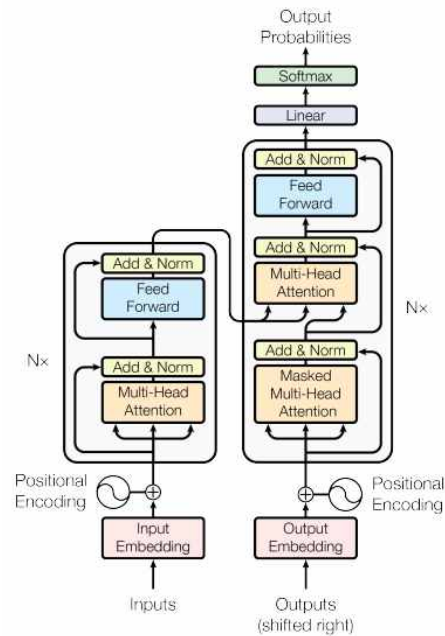 Output
Probabilities
Softmax
Linear
Add & Norm
Feed
Forward
Add & Norm
Multi-Head
Attention
Add & Norm
Masked
Multi-Head
Attention
Nx
Add & Norm
Feed
Forward
Add & Norm
Multi-Head
Attention
Nx
Positional
Encoding
Positional
Encoding
Input
Embedding
Output
Embedding
Inputs
Outputs
(shifted right)